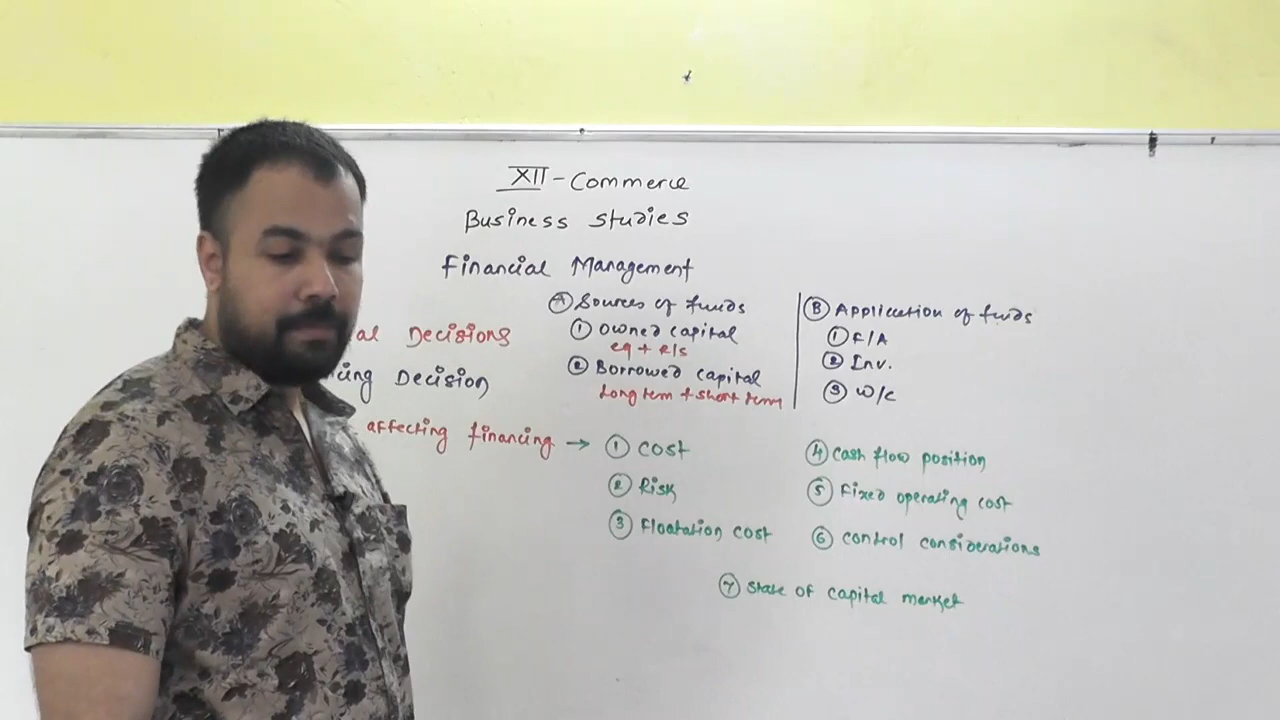 XII - Commerce
Business Studies
Financial Management
A Sources of funds
1 Owned capital
eq + R/S
2 Borrowed capital
Long term + short term
B Application of funds
1 F/A
2 Inv.
3 W/C
Decisions
Decision
affecting financing →
1 Cost
2 Risk
3 Floatation cost
4 Cash flow position
5 Fixed operating cost
6 Control considerations
7 State of capital market